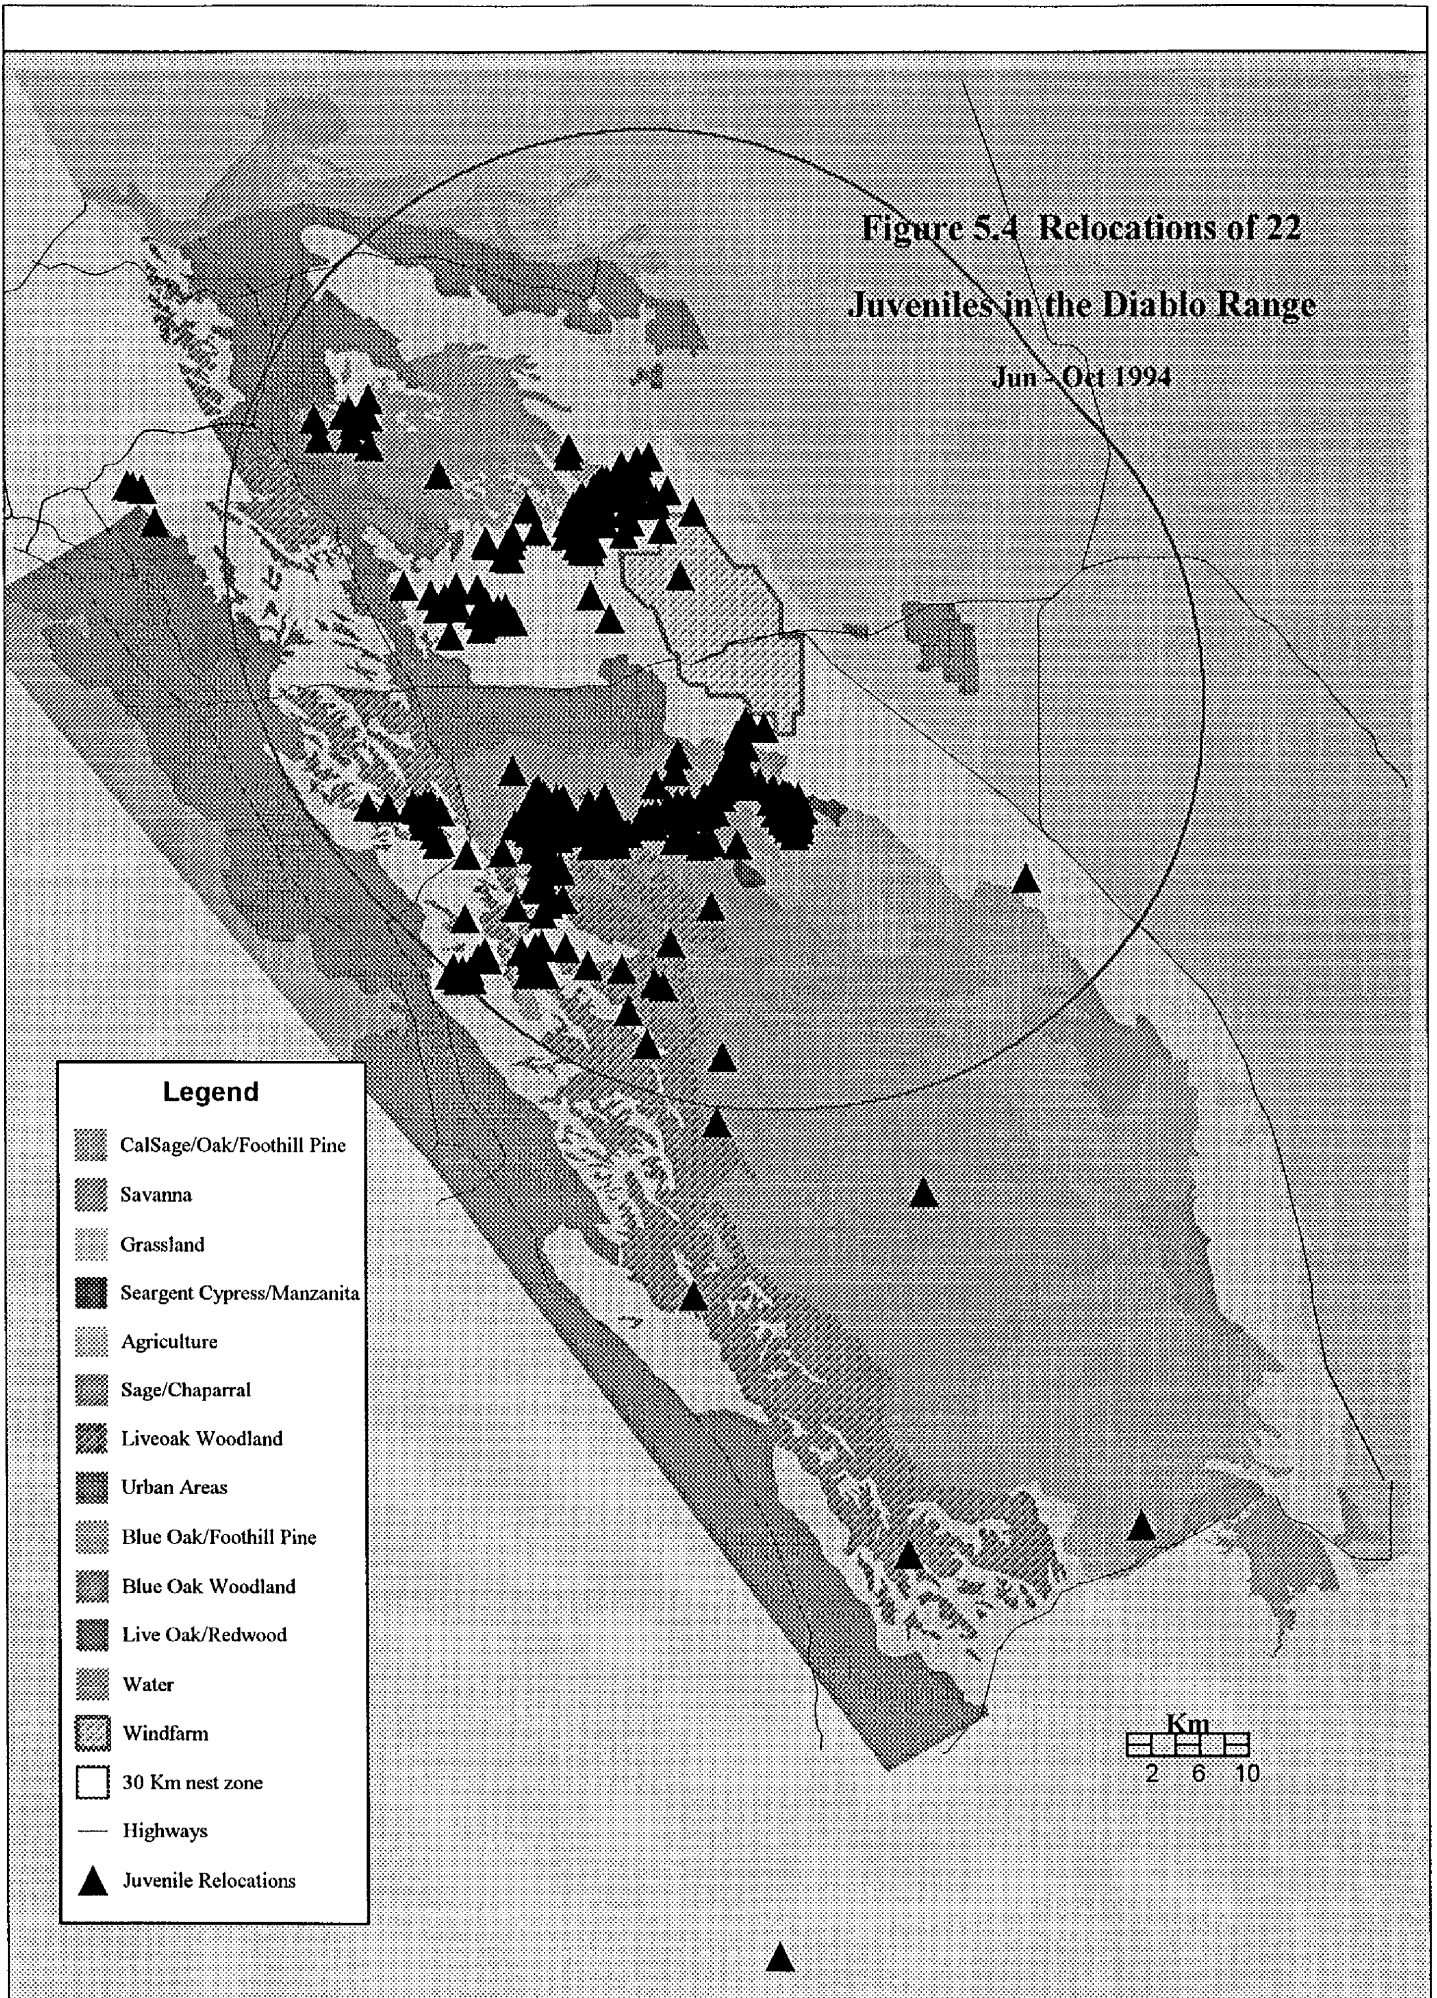 Figure 5.4 Relocations of 22
Juveniles in the Diablo Range
Jun - Oct 1994
Legend
CalSage/Oak/Foothill Pine
Savanna
Grassland
Seargent Cypress/Manzanita
Agriculture
Sage/Chaparral
Liveoak Woodland
Urban Areas
Blue Oak/Foothill Pine
Blue Oak Woodland
Live Oak/Redwood
Water
Windfarm
30 Km nest zone
Highways
Juvenile Relocations
Km
2 6 10